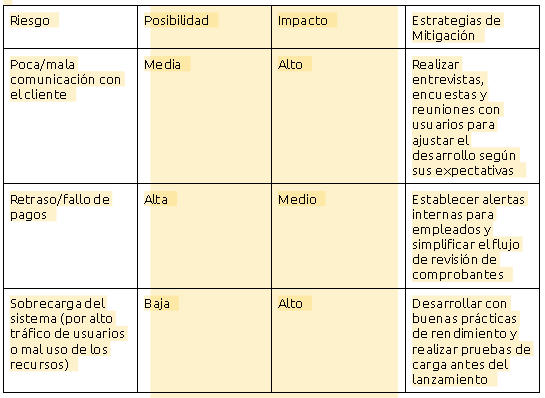 Riesgo
Posibilidad
Impacto
Estrategias de
Mitigación
Poca/mala
comunicación con
el cliente
Media
Alto
Realizar
entrevistas,
encuestas y
reuniones con
usuarios para
ajustar el
desarrollo según
sus expectativas
Retraso/fallo de
pagos
Alta
Medio
Establecer alertas
internas para
empleados y
simplificar el flujo
de revisión de
comprobantes
Sobrecarga del
sistema (por alto
tráfico de usuarios
o mal uso de los
recursos)
Baja
Alto
Desarrollar con
buenas prácticas
de rendimiento y
realizar pruebas de
carga antes del
lanzamiento